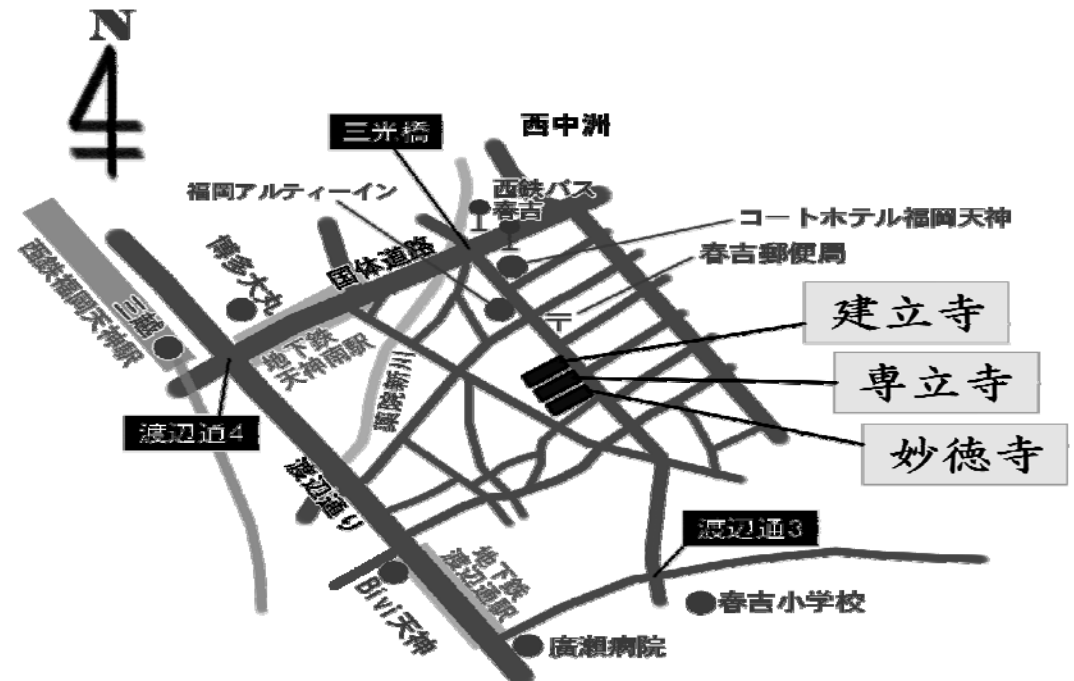 N
西中洲
三光橋
福岡アルティーイン
西鉄バス
春吉
コートホテル福岡天神
春吉郵便局
博多大丸
国体道路
西鉄福岡天神駅
三越
地下鉄
天神南駅
〒
建立寺
専立寺
妙徳寺
薬院新川
渡辺通4
渡辺通り
渡辺通3
地下鉄
渡辺通駅
Bivi天神
春吉小学校
廣瀬病院